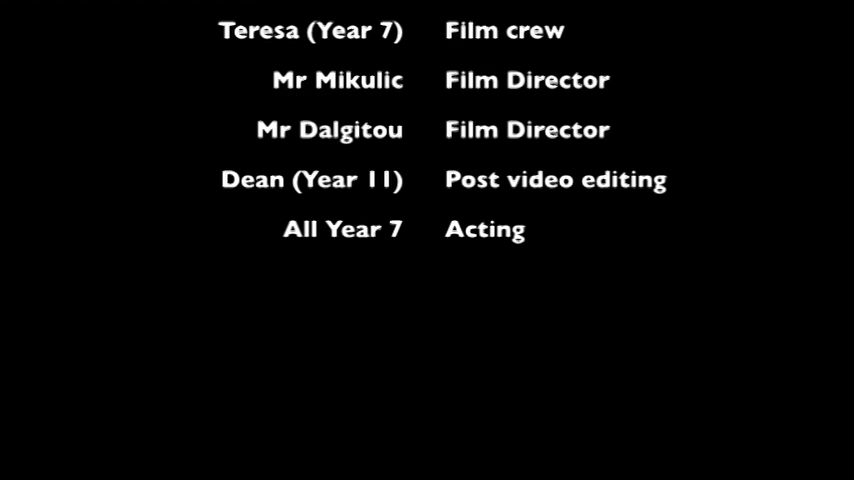 Teresa (Year 7) Film crew
Mr Mikulic Film Director
Mr Dalgitou Film Director
Dean (Year 11) Post video editing
All Year 7 Acting